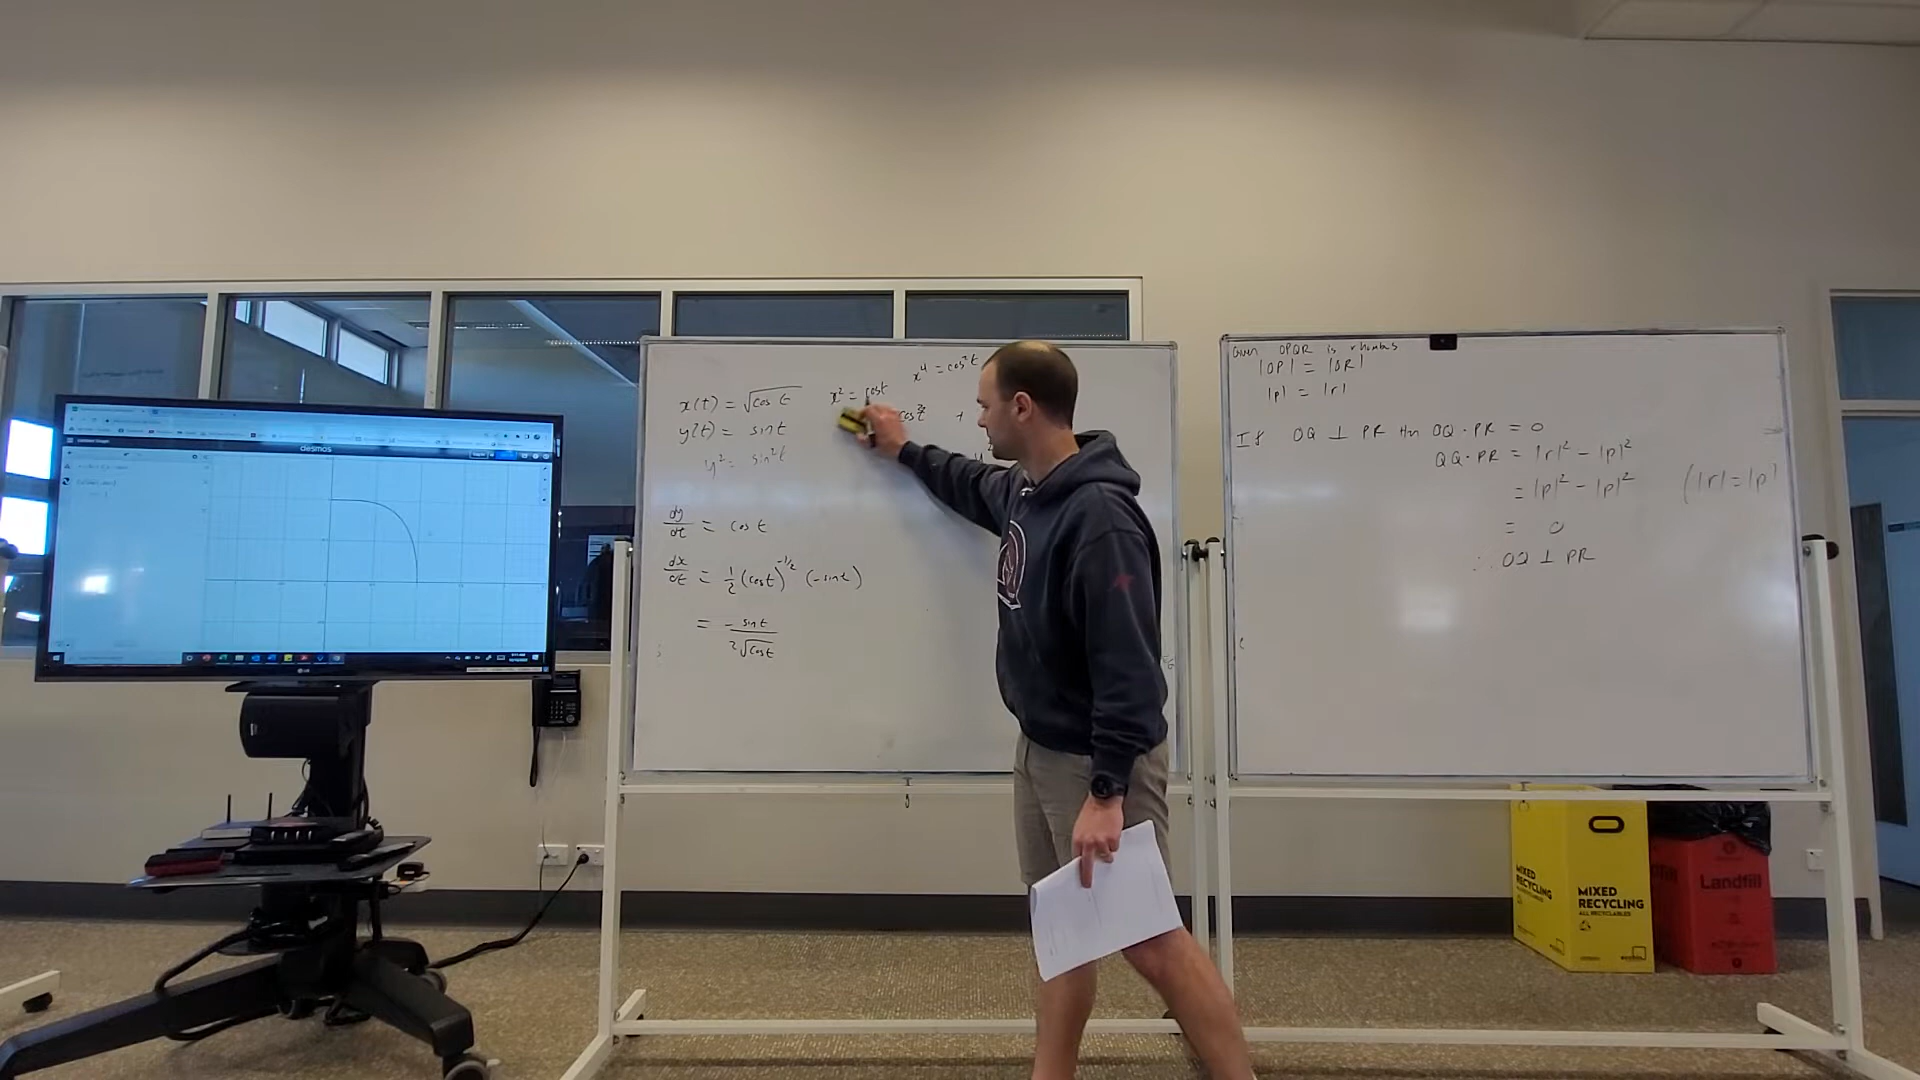 desmos
x(t) = √cos t
y(t) = sin t
y² = sin²t
x² = cos t
x⁴ = cos²t
cos²t +
dy/dt = cos t
dx/dt = 1/2 (cos t)^-1/2 (-sin t)
= - sin t / 2√cos t
Given OPQR is rhombus
|OP| = |OR|
|p| = |r|
If OQ ⊥ PR then OQ · PR = 0
OQ · PR = |r|² - |p|²
= |p|² - |p|² (|r| = |p|
= 0
∴ OQ ⊥ PR
MIXED
RECYCLING
MIXED
RECYCLING
ALL RECYCLABLES
Landfill